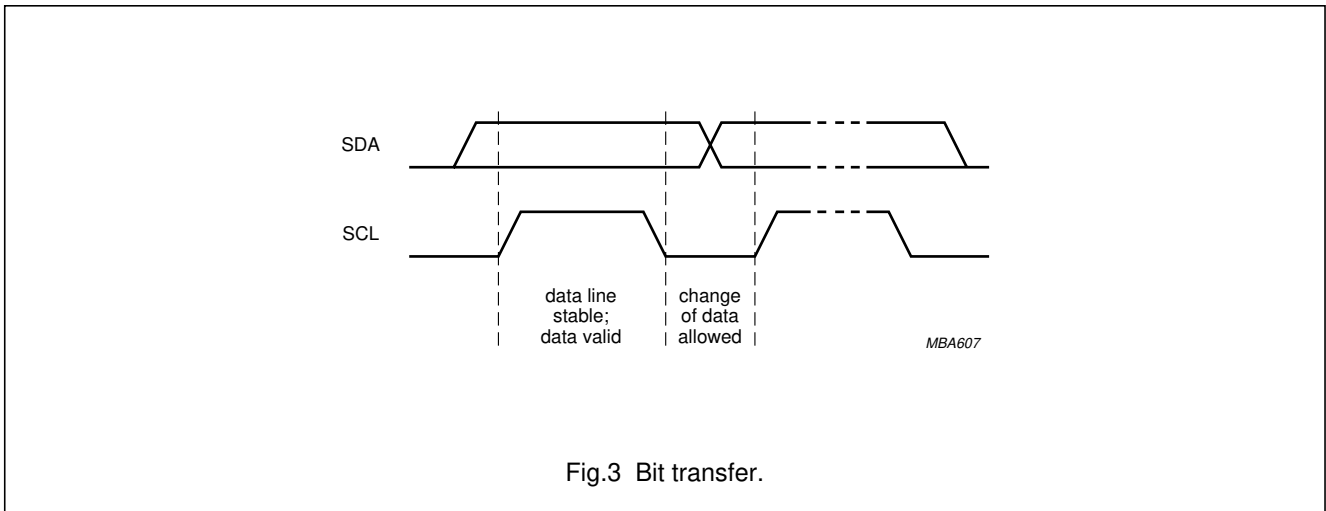 SDA
SCL
data line
stable;
data valid
change
of data
allowed
MBA607
Fig.3 Bit transfer.